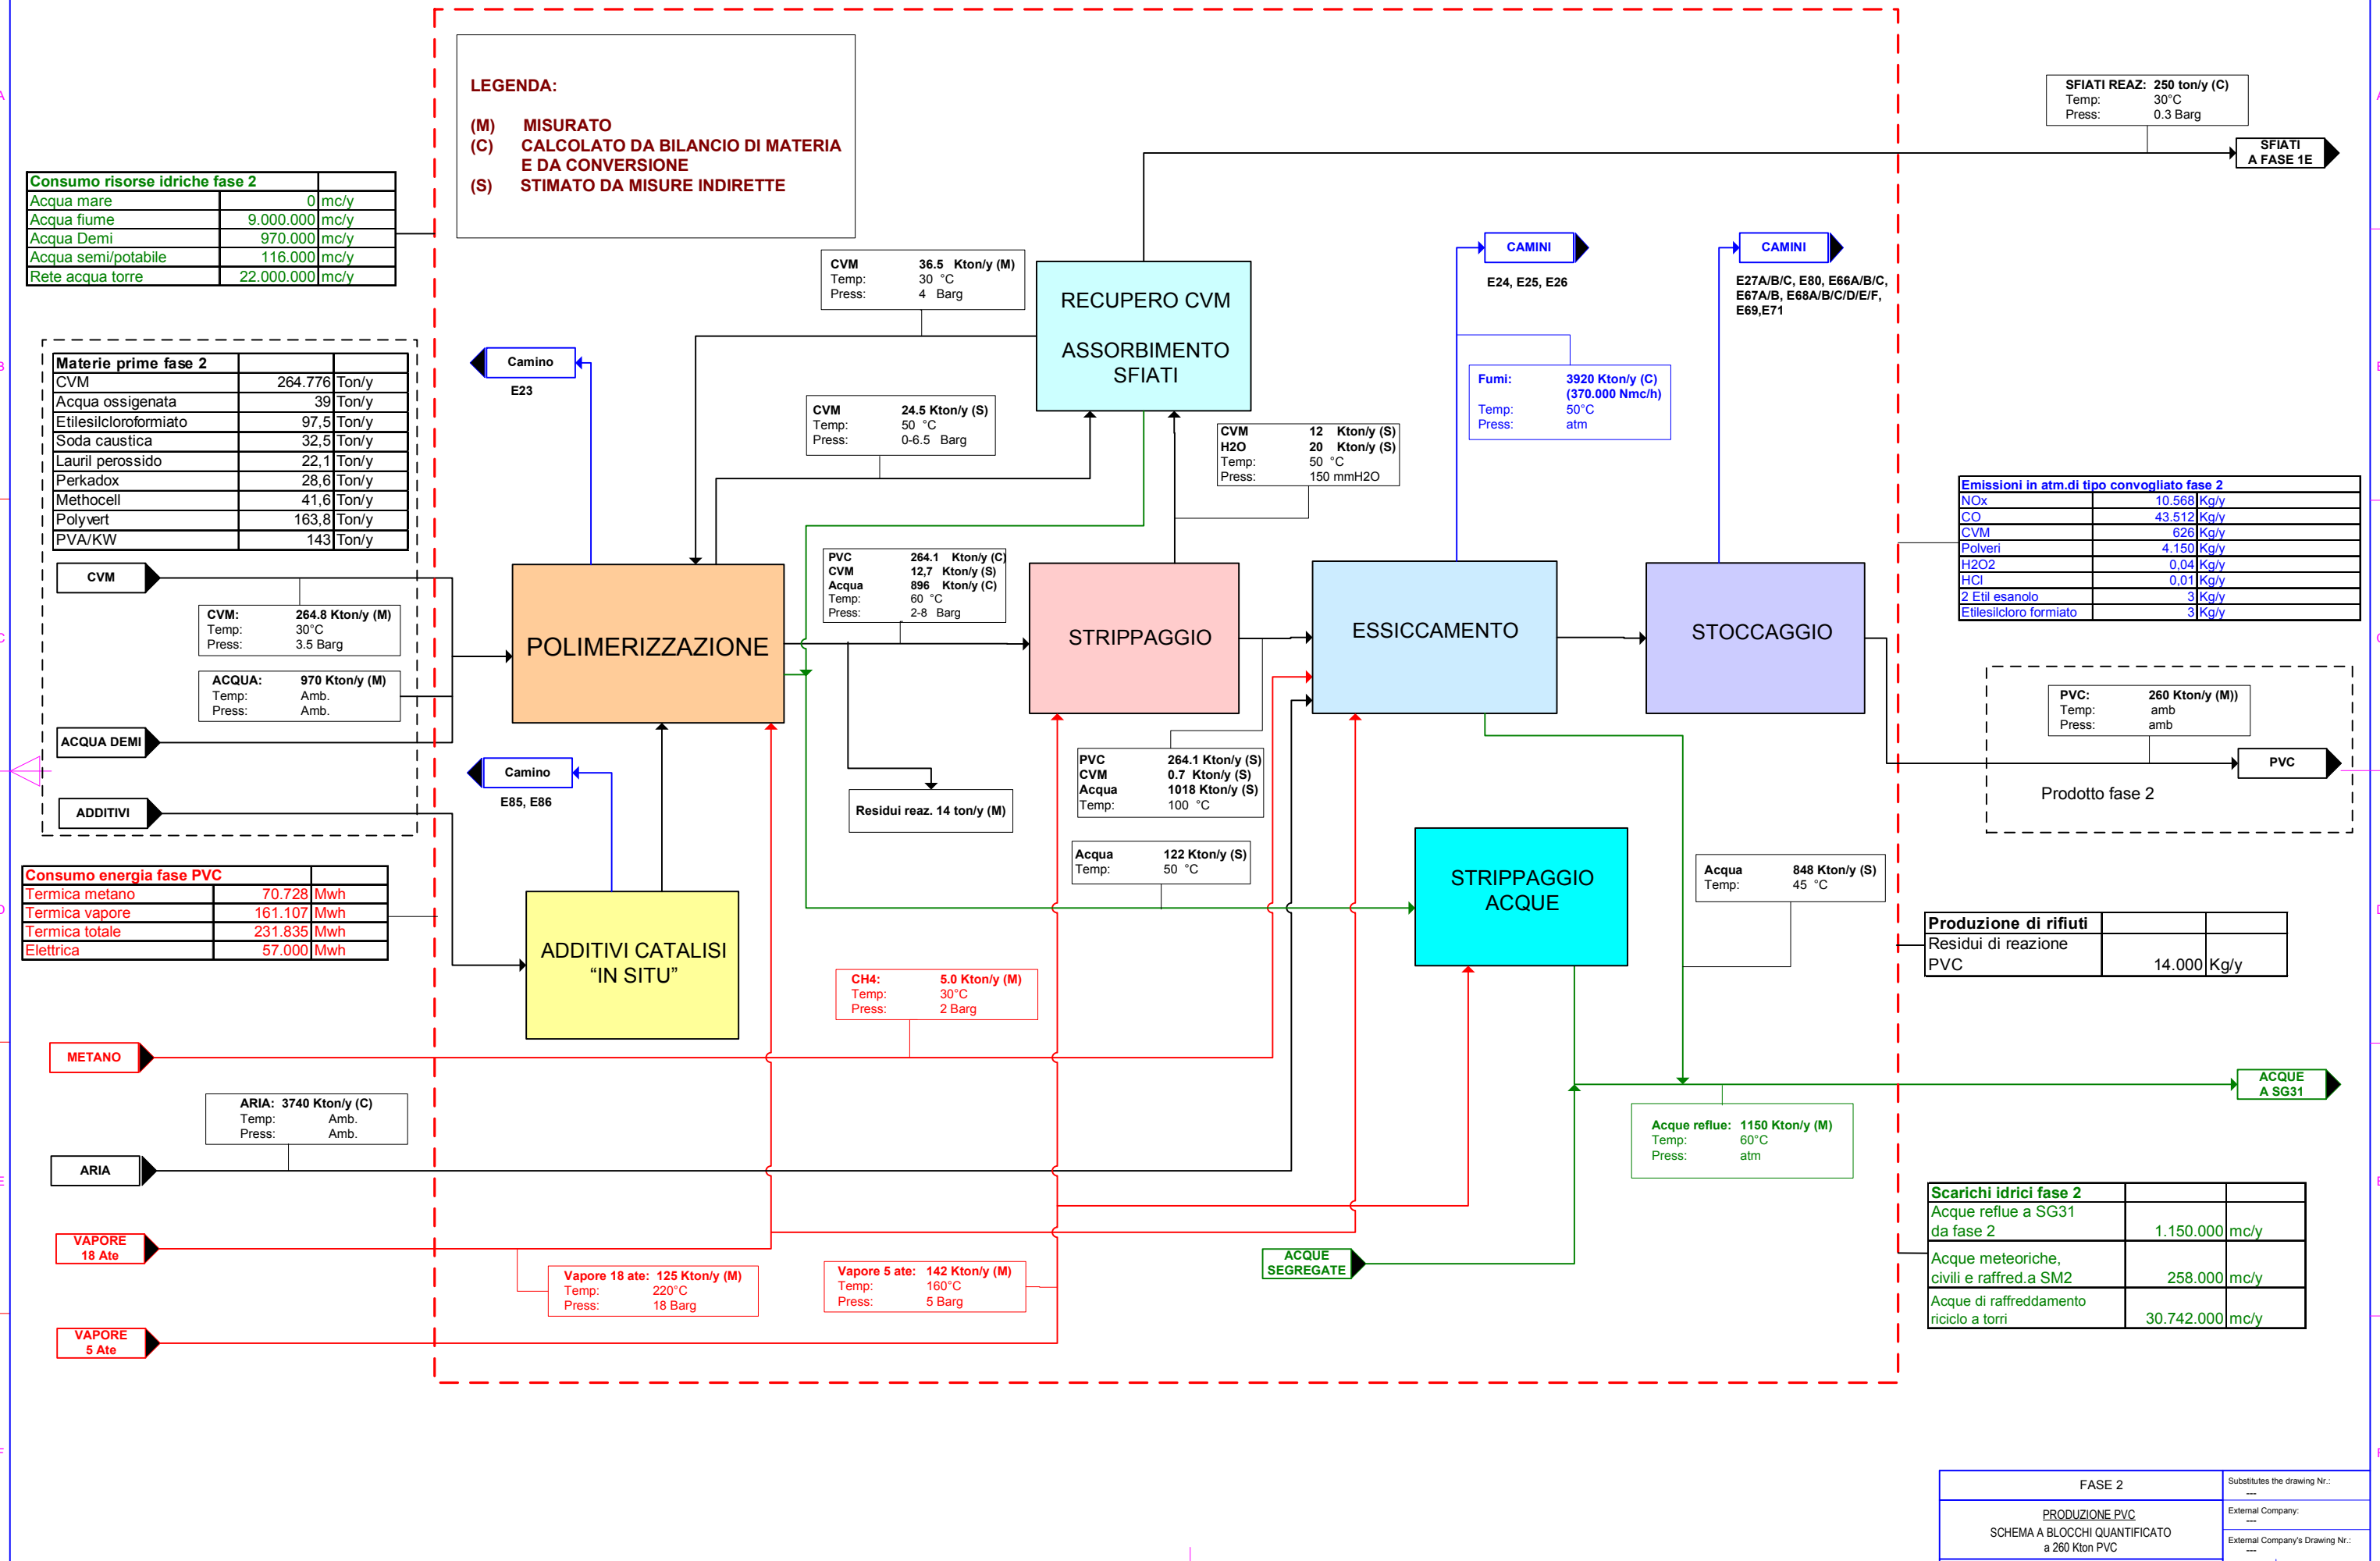 LEGENDA:
(M) MISURATO
(C) CALCOLATO DA BILANCIO DI MATERIA
E DA CONVERSIONE
(S) STIMATO DA MISURE INDIRETTE
SFIATI REAZ: 250 ton/y (C)
Temp: 30°C
Press: 0.3 Barg
SFIATI
A FASE 1E
Consumo risorse idriche fase 2
Acqua mare 0 mc/y
Acqua fiume 9.000.000 mc/y
Acqua Demi 970.000 mc/y
Acqua semi/potabile 116.000 mc/y
Rete acqua torre 22.000.000 mc/y
CVM 36.5 Kton/y (M)
Temp: 30 °C
Press: 4 Barg
RECUPERO CVM
ASSORBIMENTO
SFIATI
CAMINI
E24, E25, E26
CAMINI
E27A/B/C, E80, E66A/B/C,
E67A/B, E68A/B/C/D/E/F,
E69,E71
Materie prime fase 2
CVM 264.776 Ton/y
Acqua ossigenata 39 Ton/y
Etilesilcloroformiato 97,5 Ton/y
Soda caustica 32,5 Ton/y
Lauril perossido 22,1 Ton/y
Perkadox 28,6 Ton/y
Methocell 41,6 Ton/y
Polyvert 163,8 Ton/y
PVA/KW 143 Ton/y
Camino
E23
CVM 24.5 Kton/y (S)
Temp: 50 °C
Press: 0-6.5 Barg
CVM 12 Kton/y (S)
H2O 20 Kton/y (S)
Temp: 50 °C
Press: 150 mmH2O
Fumi: 3920 Kton/y (C)
(370.000 Nmc/h)
Temp: 50°C
Press: atm
Emissioni in atm.di tipo convogliato fase 2
NOx 10.568 Kg/y
CO 43.512 Kg/y
CVM 626 Kg/y
Polveri 4.150 Kg/y
H2O2 0,04 Kg/y
HCl 0,01 Kg/y
2 Etil esanolo 3 Kg/y
Etilesilcloro formiato 3 Kg/y
CVM
CVM: 264.8 Kton/y (M)
Temp: 30°C
Press: 3.5 Barg
ACQUA: 970 Kton/y (M)
Temp: Amb.
Press: Amb.
ACQUA DEMI
ADDITIVI
POLIMERIZZAZIONE
PVC 264.1 Kton/y (C)
CVM 12,7 Kton/y (S)
Acqua 896 Kton/y (C)
Temp: 60 °C
Press: 2-8 Barg
STRIPPAGGIO
ESSICCAMENTO
STOCCAGGIO
PVC: 260 Kton/y (M))
Temp: amb
Press: amb
PVC
Prodotto fase 2
Camino
E85, E86
Residui reaz. 14 ton/y (M)
PVC 264.1 Kton/y (S)
CVM 0.7 Kton/y (S)
Acqua 1018 Kton/y (S)
Temp: 100 °C
Acqua 122 Kton/y (S)
Temp: 50 °C
STRIPPAGGIO
ACQUE
Acqua 848 Kton/y (S)
Temp: 45 °C
Consumo energia fase PVC
Termica metano 70.728 Mwh
Termica vapore 161.107 Mwh
Termica totale 231.835 Mwh
Elettrica 57.000 Mwh
ADDITIVI CATALISI
“IN SITU”
CH4: 5.0 Kton/y (M)
Temp: 30°C
Press: 2 Barg
Produzione di rifiuti
Residui di reazione
PVC 14.000 Kg/y
METANO
ARIA: 3740 Kton/y (C)
Temp: Amb.
Press: Amb.
ARIA
ACQUE
A SG31
Acque reflue: 1150 Kton/y (M)
Temp: 60°C
Press: atm
Scarichi idrici fase 2
Acque reflue a SG31
da fase 2 1.150.000 mc/y
Acque meteoriche,
civili e raffred.a SM2 258.000 mc/y
Acque di raffreddamento
riciclo a torri 30.742.000 mc/y
VAPORE
18 Ate
Vapore 18 ate: 125 Kton/y (M)
Temp: 220°C
Press: 18 Barg
Vapore 5 ate: 142 Kton/y (M)
Temp: 160°C
Press: 5 Barg
ACQUE
SEGREGATE
VAPORE
5 Ate
FASE 2
PRODUZIONE PVC
SCHEMA A BLOCCHI QUANTIFICATO
a 260 Kton PVC
Substitutes the drawing Nr.:
---
External Company:
---
External Company's Drawing Nr.:
---